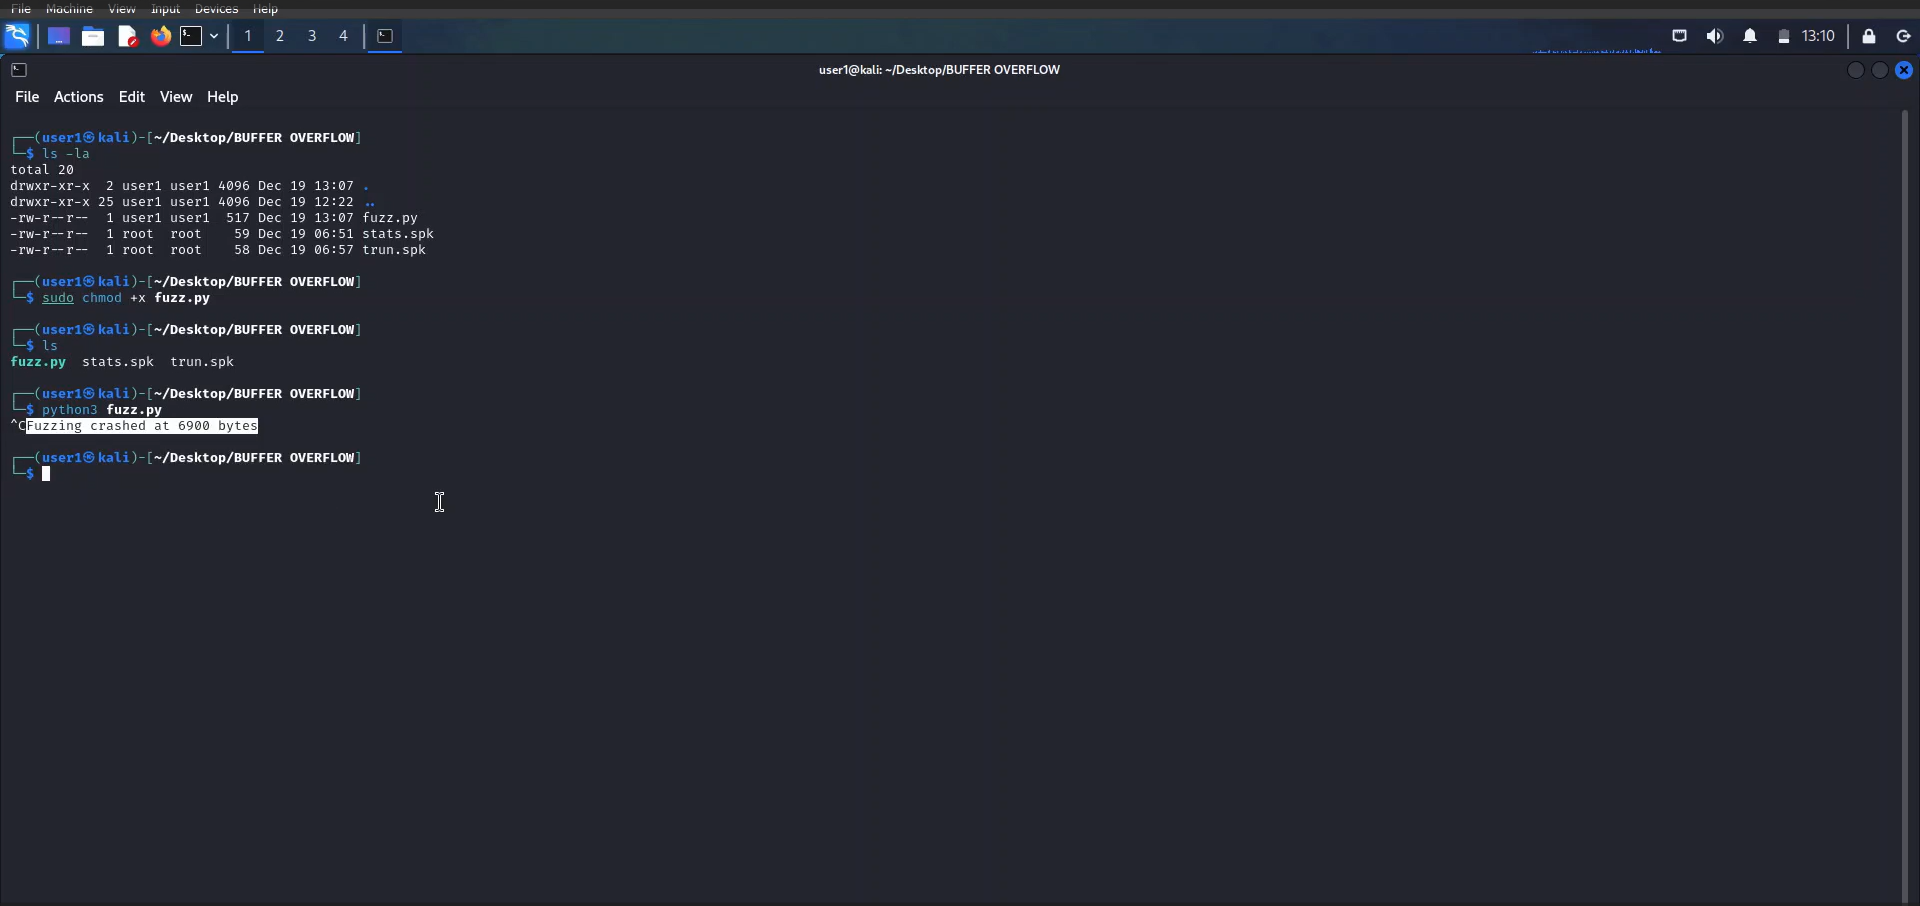 File Machine View Input Devices Help
1 2 3 4 13:10
user1@kali: ~/Desktop/BUFFER OVERFLOW
File Actions Edit View Help
┌──(user1㉿kali)-[~/Desktop/BUFFER OVERFLOW]
└─$ ls -la
total 20
drwxr-xr-x  2 user1 user1 4096 Dec 19 13:07 .
drwxr-xr-x 25 user1 user1 4096 Dec 19 12:22 ..
-rw-r--r--  1 user1 user1  517 Dec 19 13:07 fuzz.py
-rw-r--r--  1 root  root    59 Dec 19 06:51 stats.spk
-rw-r--r--  1 root  root    58 Dec 19 06:57 trun.spk
┌──(user1㉿kali)-[~/Desktop/BUFFER OVERFLOW]
└─$ sudo chmod +x fuzz.py
┌──(user1㉿kali)-[~/Desktop/BUFFER OVERFLOW]
└─$ ls
fuzz.py  stats.spk  trun.spk
┌──(user1㉿kali)-[~/Desktop/BUFFER OVERFLOW]
└─$ python3 fuzz.py
^CFuzzing crashed at 6900 bytes
┌──(user1㉿kali)-[~/Desktop/BUFFER OVERFLOW]
└─$